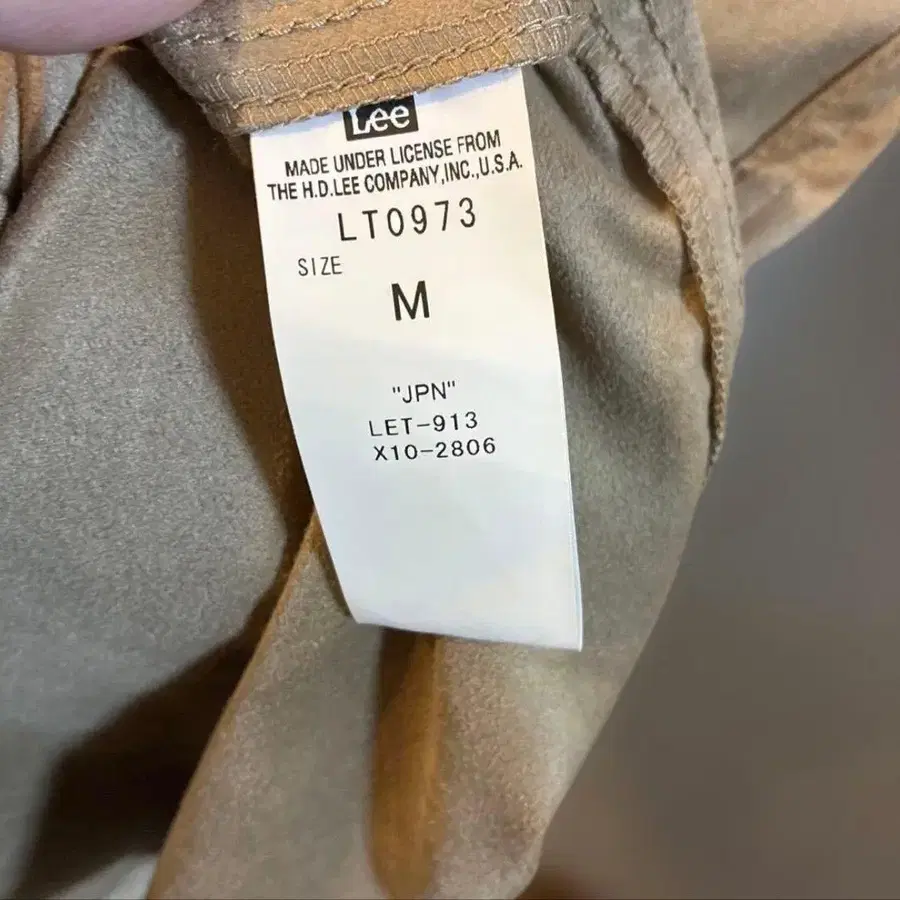 Lee
MADE UNDER LICENSE FROM
THE H.D.LEE COMPANY,INC.,U.S.A.
LT0973
SIZE
M
"JPN"
LET-913
X10-2806